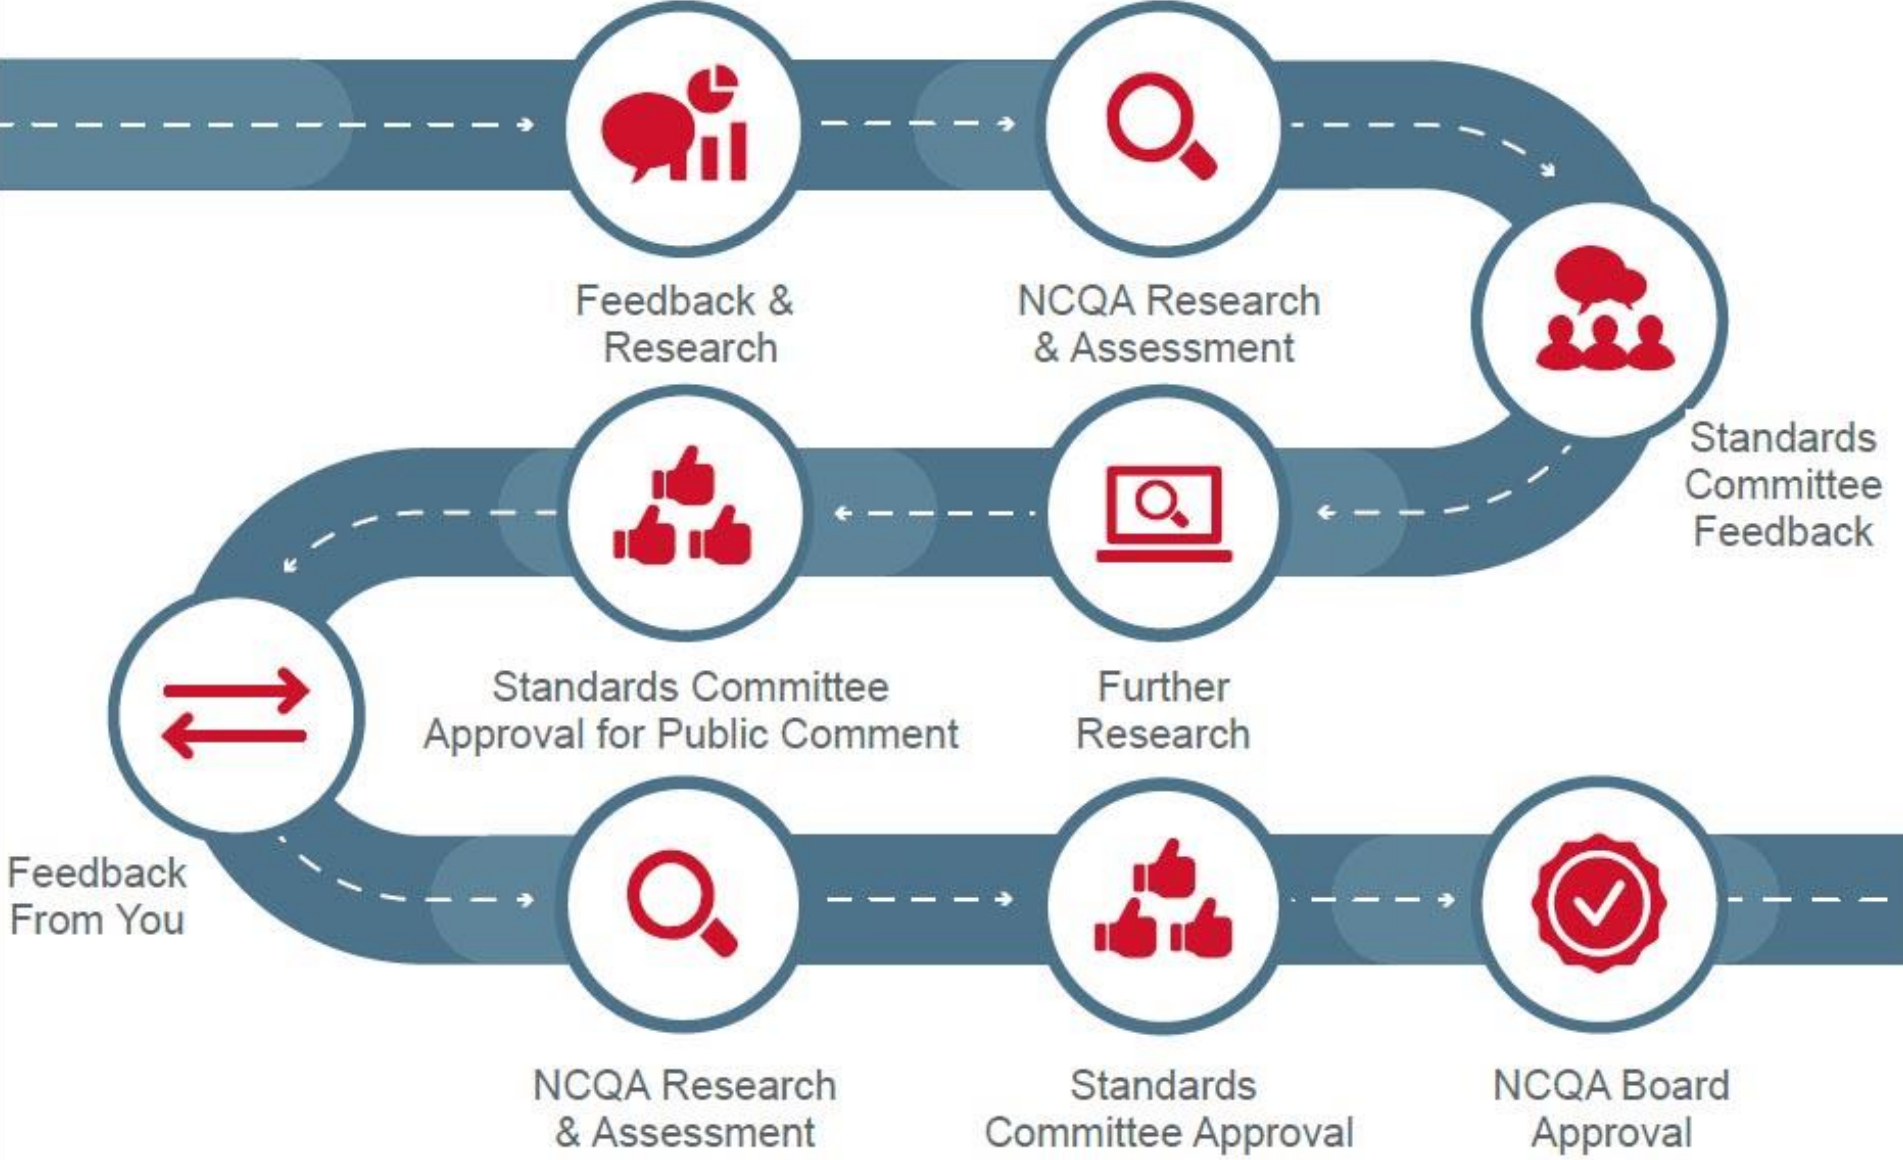 Feedback &
Research
NCQA Research
& Assessment
Standards
Committee
Feedback
Further
Research
Standards Committee
Approval for Public Comment
Feedback
From You
NCQA Research
& Assessment
Standards
Committee Approval
NCQA Board
Approval